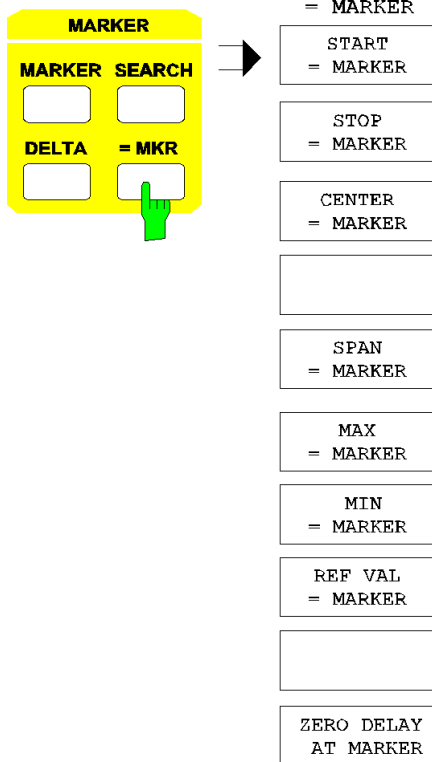 MARKER
MARKER SEARCH
DELTA = MKR
= MARKER
START
= MARKER
STOP
= MARKER
CENTER
= MARKER
SPAN
= MARKER
MAX
= MARKER
MIN
= MARKER
REF VAL
= MARKER
ZERO DELAY
AT MARKER